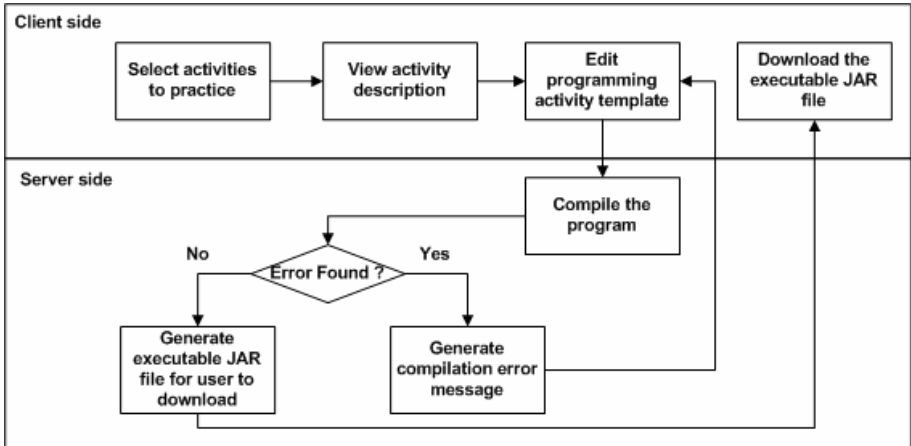 Client side
Select activities
to practice
View activity
description
Edit
programming
activity template
Download the
executable JAR
file
Server side
Compile the
program
No
Error Found ?
Yes
Generate
executable JAR
file for user to
download
Generate
compilation error
message